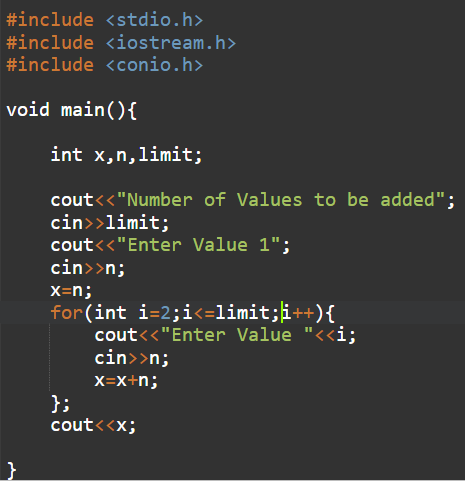 #include <stdio.h>
#include <iostream.h>
#include <conio.h>
void main(){
int x,n,limit;
cout<<"Number of Values to be added";
cin>>limit;
cout<<"Enter Value 1";
cin>>n;
x=n;
for(int i=2;i<=limit;i++){
cout<<"Enter Value "<<i;
cin>>n;
x=x+n;
};
cout<<x;
}